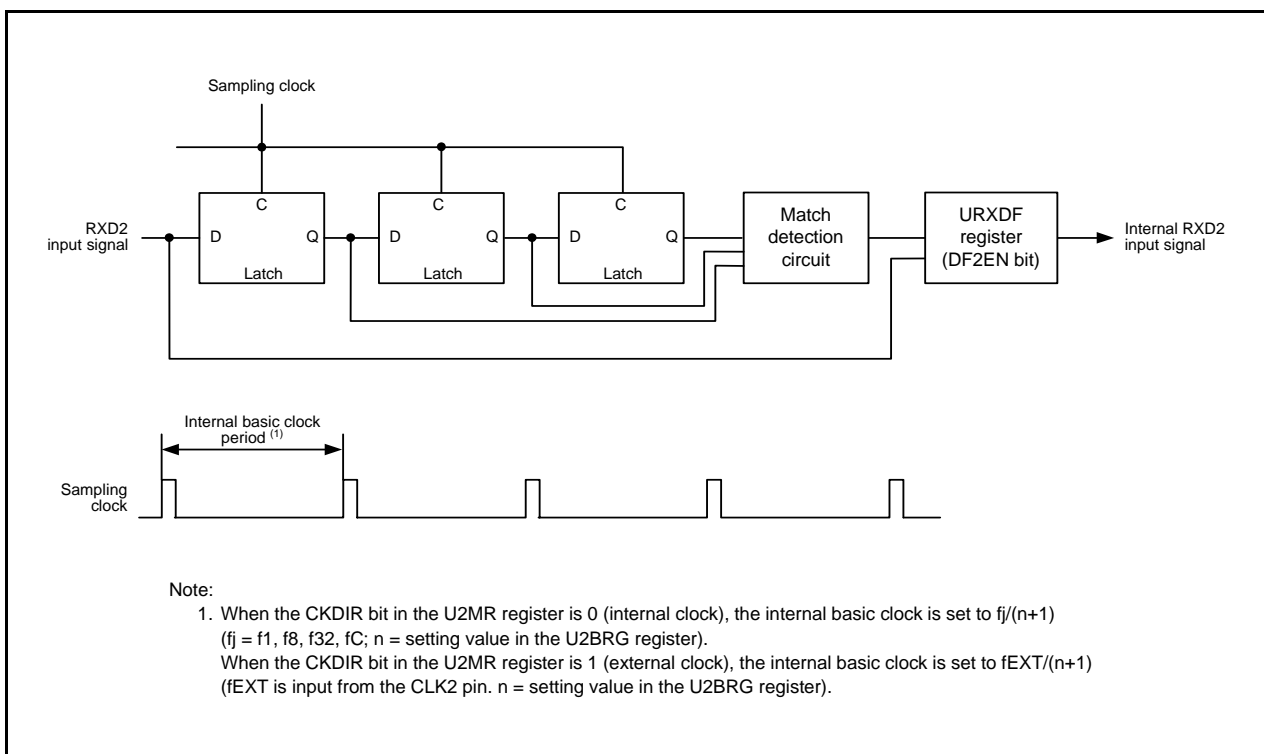 Sampling clock
RXD2
input signal
D
C
Q
Latch
D
C
Q
Latch
D
C
Q
Latch
Match
detection
circuit
URXDF
register
(DF2EN bit)
Internal RXD2
input signal
Internal basic clock
period (1)
Sampling
clock
Note:
1. When the CKDIR bit in the U2MR register is 0 (internal clock), the internal basic clock is set to fj/(n+1)
(fj = f1, f8, f32, fC; n = setting value in the U2BRG register).
When the CKDIR bit in the U2MR register is 1 (external clock), the internal basic clock is set to fEXT/(n+1)
(fEXT is input from the CLK2 pin. n = setting value in the U2BRG register).